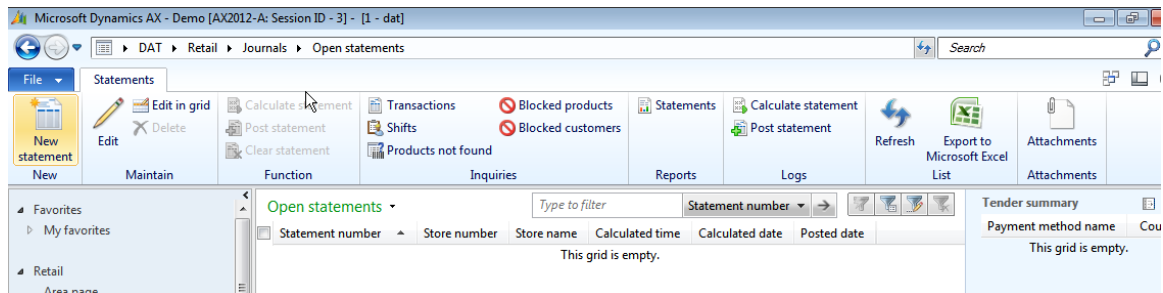 Microsoft Dynamics AX - Demo [AX2012-A: Session ID - 3] - [1 - dat]
DAT Retail Journals Open statements Search
File Statements
New statement
Edit
Edit in grid
Delete
Calculate statement
Post statement
Clear statement
Transactions
Shifts
Products not found
Blocked products
Blocked customers
Statements
Calculate statement
Post statement
Refresh
Export to
Microsoft Excel
Attachments
New Maintain Function Inquiries Reports Logs List Attachments
Favorites
My favorites
Retail
Area page
Open statements Type to filter Statement number
Statement number Store number Store name Calculated time Calculated date Posted date
This grid is empty.
Tender summary
Payment method name Cou
This grid is empty.